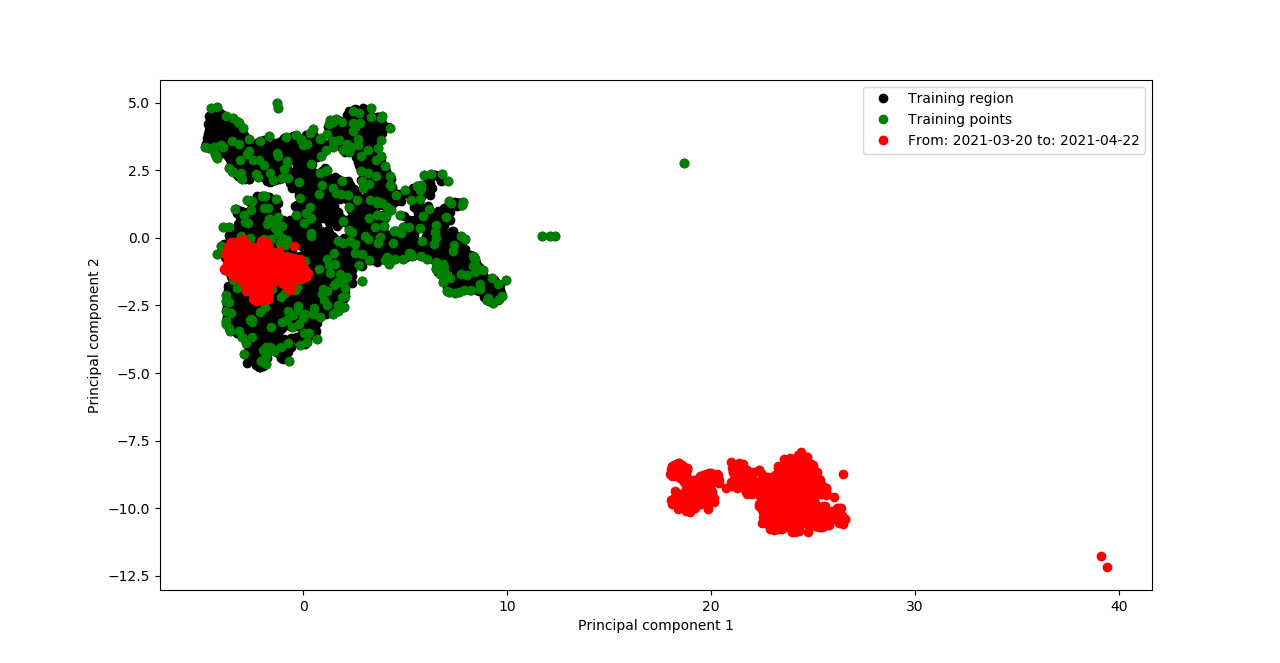 Training region
Training points
From: 2021-03-20 to: 2021-04-22
5.0
2.5
0.0
−2.5
−5.0
−7.5
−10.0
−12.5
Principal component 2
0 10 20 30 40
Principal component 1